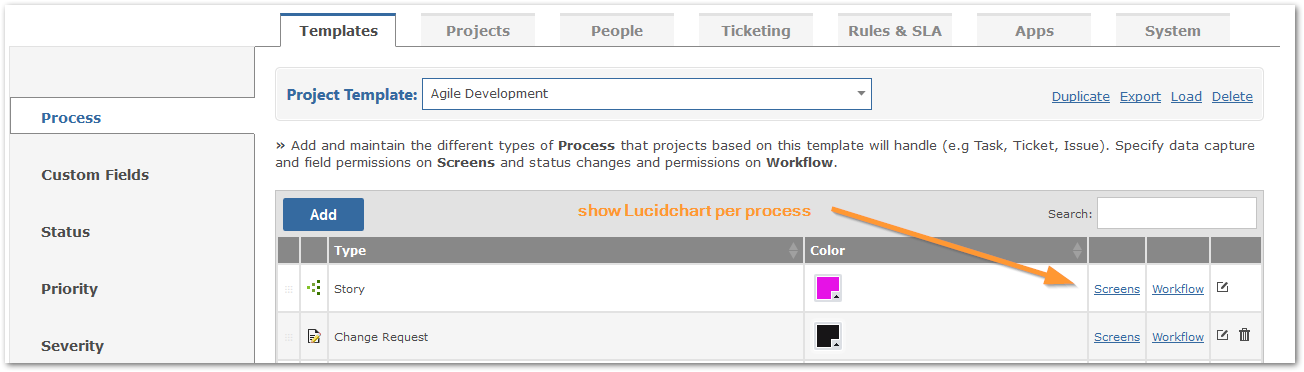 Templates Projects People Ticketing Rules & SLA Apps System
Process
Custom Fields
Status
Priority
Severity
Project Template: Agile Development Duplicate Export Load Delete
» Add and maintain the different types of Process that projects based on this template will handle (e.g Task, Ticket, Issue). Specify data capture
and field permissions on Screens and status changes and permissions on Workflow.
Add show Lucidchart per process Search:
Type Color
Story Screens Workflow
Change Request Screens Workflow